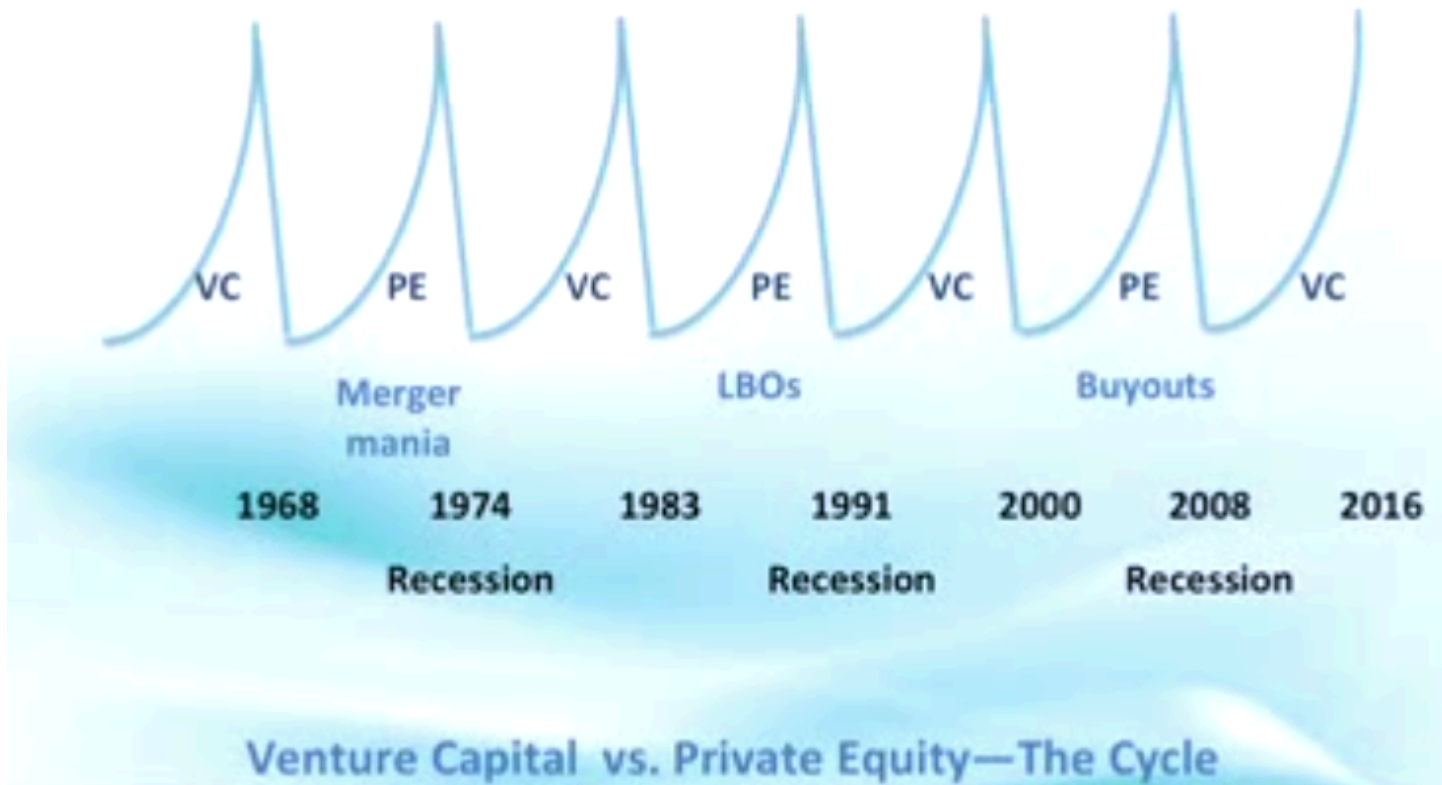 VC PE VC PE VC PE VC
Merger
mania
LBOs
Buyouts
1968 1974 1983 1991 2000 2008 2016
Recession Recession Recession
Venture Capital vs. Private Equity—The Cycle